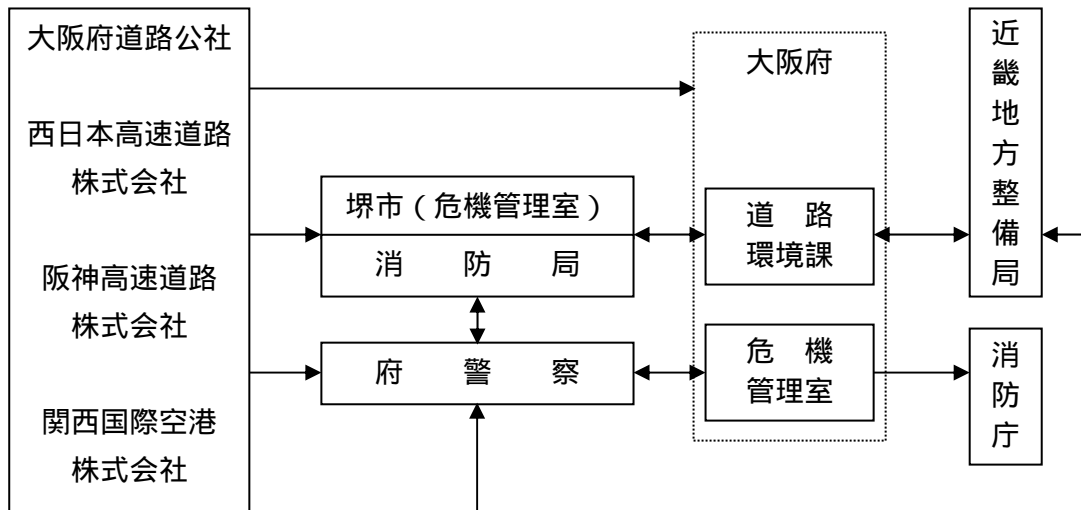 大阪府道路公社
西日本高速道路
株式会社
阪神高速道路
株式会社
関西国際空港
株式会社
堺市（危機管理室）
消　防　局
府　警　察
大阪府
道　路
環境課
危　機
管理室
近畿地方整備局
消防庁